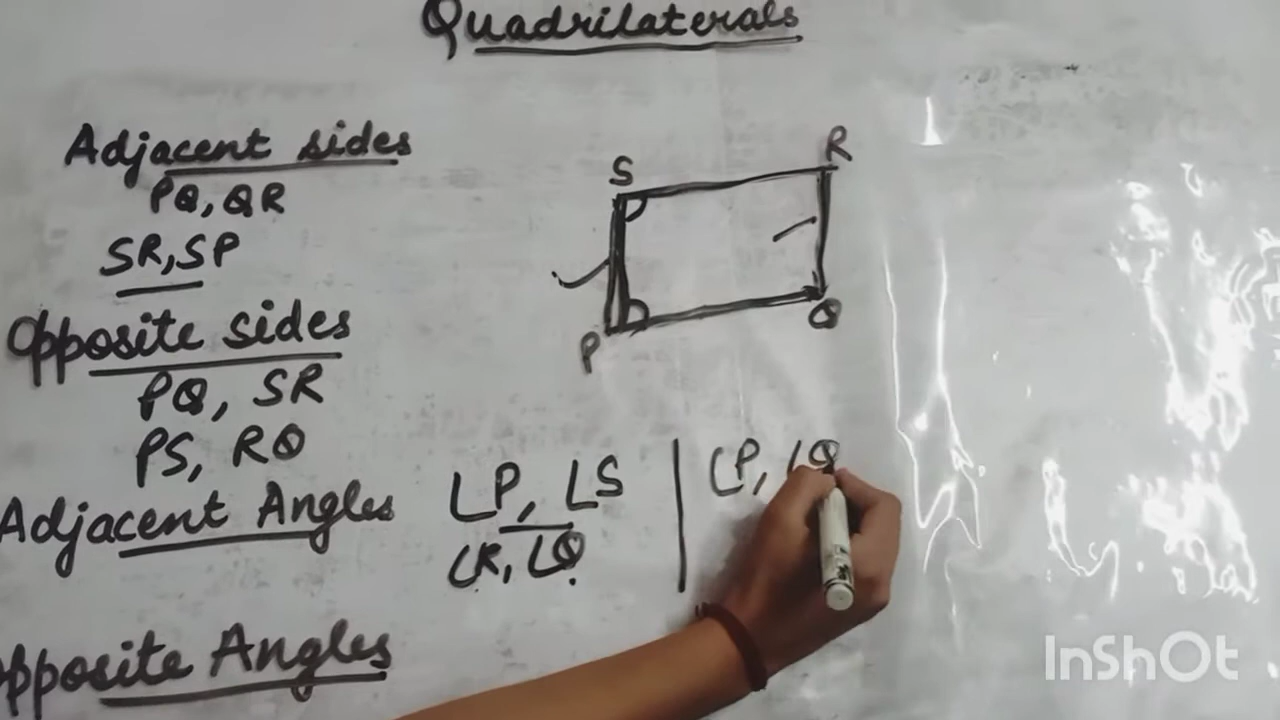 Quadrilaterals
Adjacent sides
PQ, QR
SR, SP
Opposite sides
PQ, SR
PS, RQ
Adjacent Angles
∠P, ∠S
∠R, ∠Q
∠P, ∠Q
Opposite Angles
S
R
P
Q
InShOt